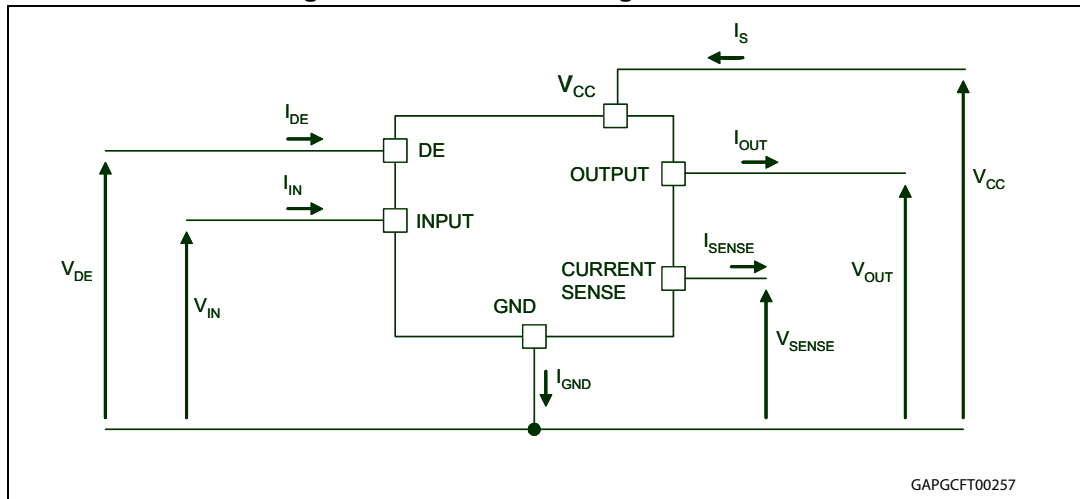 I_S
V_CC
I_DE
DE
I_OUT
OUTPUT
V_CC
I_IN
INPUT
I_SENSE
V_DE
CURRENT
SENSE
V_OUT
V_IN
GND
V_SENSE
I_GND
GAPGCFT00257